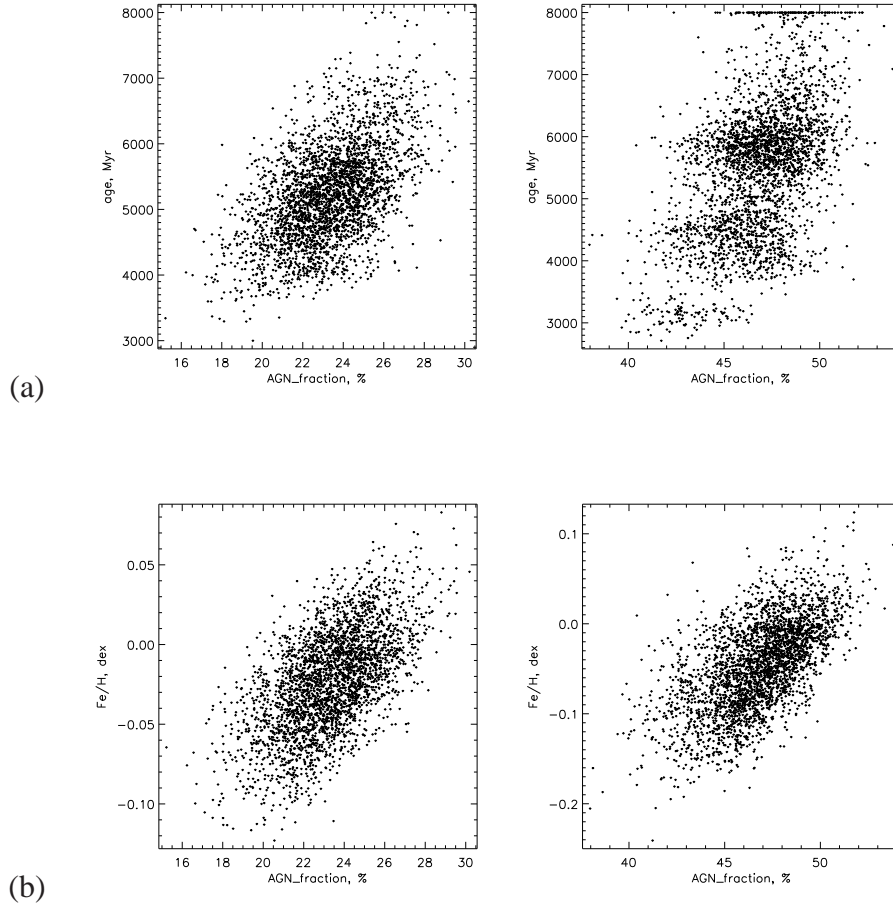 8000
7000
6000
5000
4000
3000
age, Myr
16 18 20 22 24 26 28 30
AGN_fraction, %
8000
7000
6000
5000
4000
3000
age, Myr
40 45 50
AGN_fraction, %
(a)
0.05
0.00
−0.05
−0.10
Fe/H, dex
16 18 20 22 24 26 28 30
AGN_fraction, %
0.1
0.0
−0.1
−0.2
Fe/H, dex
40 45 50
AGN_fraction, %
(b)